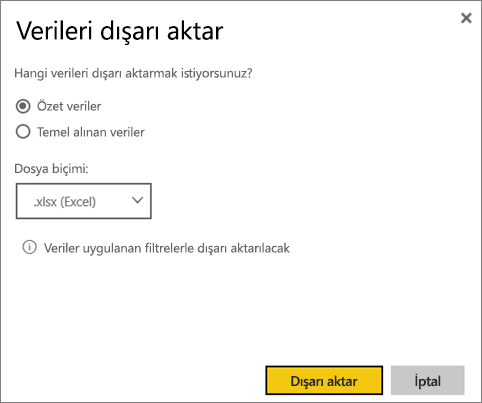 Verileri dışarı aktar
Hangi verileri dışarı aktarmak istiyorsunuz?
Özet veriler
Temel alınan veriler
Dosya biçimi:
.xlsx (Excel)
Veriler uygulanan filtrelerle dışarı aktarılacak
Dışarı aktar
İptal